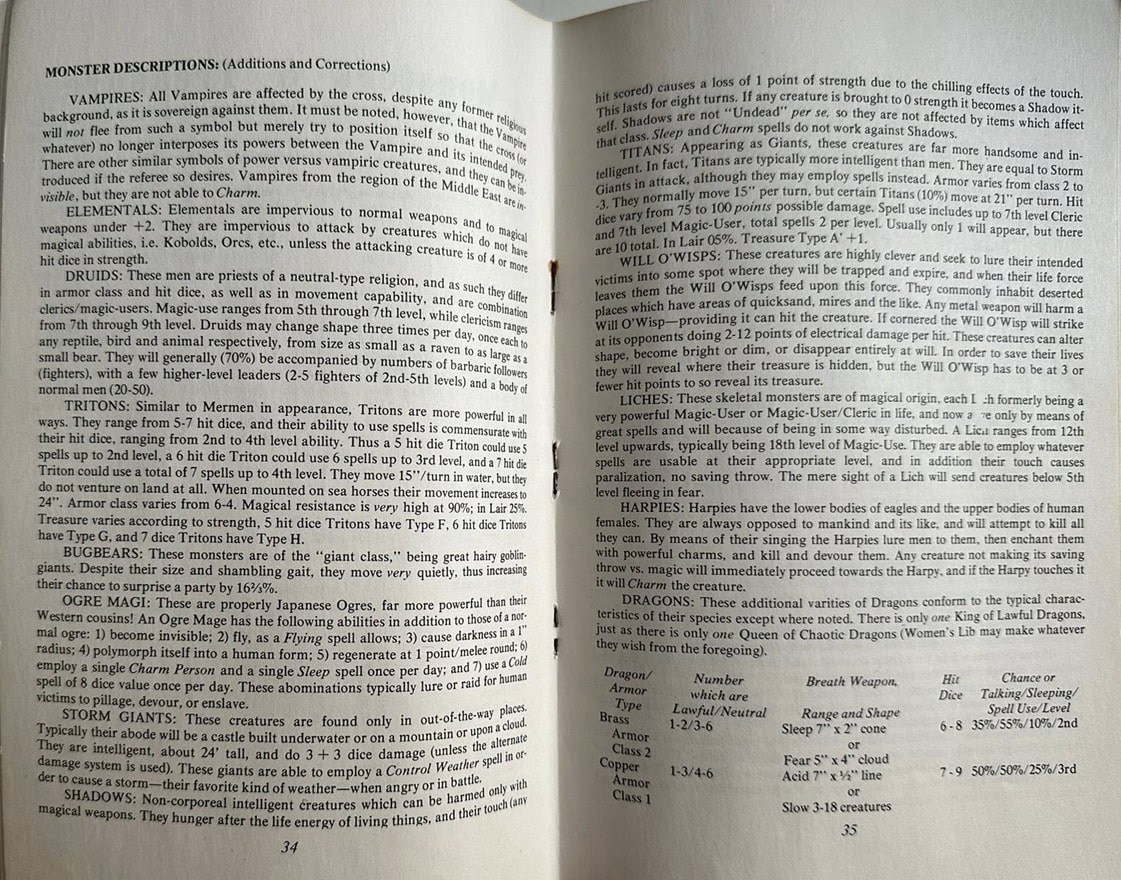 MONSTER DESCRIPTIONS: (Additions and Corrections)
VAMPIRES: All Vampires are affected by the cross, despite any former religious
background, as it is sovereign against them. It must be noted, however, that the Vampire
will not flee from such a symbol but merely try to position itself so that the cross (or
whatever) no longer interposes its powers between the Vampire and its intended prey.
There are other similar symbols of power versus vampiric creatures, and they can be in-
troduced if the referee so desires. Vampires from the region of the Middle East are in-
visible, but they are not able to Charm.
ELEMENTALS: Elementals are impervious to normal weapons and to magical
weapons under +2. They are impervious to attack by creatures which do not have
magical abilities, i.e. Kobolds, Orcs, etc., unless the attacking creature is of 4 or more
hit dice in strength.
DRUIDS: These men are priests of a neutral-type religion, and as such they differ
in armor class and hit dice, as well as in movement capability, and are combination
clerics/magic-users. Magic-use ranges from 5th through 7th level, while clericism ranges
from 7th through 9th level. Druids may change shape three times per day, once each to
any reptile, bird and animal respectively, from size as small as a raven to as large as a
small bear. They will generally (70%) be accompanied by numbers of barbaric followers
(fighters), with a few higher-level leaders (2-5 fighters of 2nd-5th levels) and a body of
normal men (20-50).
TRITONS: Similar to Mermen in appearance, Tritons are more powerful in all
ways. They range from 5-7 hit dice, and their ability to use spells is commensurate with
their hit dice, ranging from 2nd to 4th level ability. Thus a 5 hit die Triton could use 5
spells up to 2nd level, a 6 hit die Triton could use 6 spells up to 3rd level, and a 7 hit die
Triton could use a total of 7 spells up to 4th level. They move 15"/turn in water, but they
do not venture on land at all. When mounted on sea horses their movement increases to
24". Armor class varies from 6-4. Magical resistance is very high at 90%; in Lair 25%.
Treasure varies according to strength, 5 hit dice Tritons have Type F, 6 hit dice Tritons
have Type G, and 7 dice Tritons have Type H.
BUGBEARS: These monsters are of the "giant class," being great hairy goblin-
giants. Despite their size and shambling gait, they move very quietly, thus increasing
their chance to surprise a party by 16⅔%.
OGRE MAGI: These are properly Japanese Ogres, far more powerful than their
Western cousins! An Ogre Mage has the following abilities in addition to those of a nor-
mal ogre: 1) become invisible; 2) fly, as a Flying spell allows; 3) cause darkness in a 1"
radius; 4) polymorph itself into a human form; 5) regenerate at 1 point/melee round; 6)
employ a single Charm Person and a single Sleep spell once per day; and 7) use a Cold
spell of 8 dice value once per day. These abominations typically lure or raid for human
victims to pillage, devour, or enslave.
STORM GIANTS: These creatures are found only in out-of-the-way places.
Typically their abode will be a castle built underwater or on a mountain or upon a cloud.
They are intelligent, about 24' tall, and do 3 + 3 dice damage (unless the alternate
damage system is used). These giants are able to employ a Control Weather spell in or-
der to cause a storm—their favorite kind of weather—when angry or in battle.
SHADOWS: Non-corporeal intelligent creatures which can be harmed only with
magical weapons. They hunger after the life energy of living things, and their touch (any
34
hit scored) causes a loss of 1 point of strength due to the chilling effects of the touch.
This lasts for eight turns. If any creature is brought to 0 strength it becomes a Shadow it-
self. Shadows are not "Undead" per se, so they are not affected by items which affect
that class. Sleep and Charm spells do not work against Shadows.
TITANS: Appearing as Giants, these creatures are far more handsome and in-
telligent. In fact, Titans are typically more intelligent than men. They are equal to Storm
Giants in attack, although they may employ spells instead. Armor varies from class 2 to
-3. They normally move 15" per turn, but certain Titans (10%) move at 21" per turn. Hit
dice vary from 75 to 100 points possible damage. Spell use includes up to 7th level Cleric
and 7th level Magic-User, total spells 2 per level. Usually only 1 will appear, but there
are 10 total. In Lair 05%. Treasure Type A' +1.
WILL O'WISPS: These creatures are highly clever and seek to lure their intended
victims into some spot where they will be trapped and expire, and when their life force
leaves them the Will O'Wisps feed upon this force. They commonly inhabit deserted
places which have areas of quicksand, mires and the like. Any metal weapon will harm a
Will O'Wisp—providing it can hit the creature. If cornered the Will O'Wisp will strike
at its opponents doing 2-12 points of electrical damage per hit. These creatures can alter
shape, become bright or dim, or disappear entirely at will. In order to save their lives
they will reveal where their treasure is hidden, but the Will O'Wisp has to be at 3 or
fewer hit points to so reveal its treasure.
LICHES: These skeletal monsters are of magical origin, each formerly being a
very powerful Magic-User or Magic-User/Cleric in life, and now only by means of
great spells and will because of being in some way disturbed. A Lich ranges from 12th
level upwards, typically being 18th level of Magic-Use. They are able to employ whatever
spells are usable at their appropriate level, and in addition their touch causes
paralization, no saving throw. The mere sight of a Lich will send creatures below 5th
level fleeing in fear.
HARPIES: Harpies have the lower bodies of eagles and the upper bodies of human
females. They are always opposed to mankind and its like, and will attempt to kill all
they can. By means of their singing the Harpies lure men to them, then enchant them
with powerful charms, and kill and devour them. Any creature not making its saving
throw vs. magic will immediately proceed towards the Harpy, and if the Harpy touches it
it will Charm the creature.
DRAGONS: These additional varities of Dragons conform to the typical charac-
teristics of their species except where noted. There is only one King of Lawful Dragons,
just as there is only one Queen of Chaotic Dragons (Women's Lib may make whatever
they wish from the foregoing).
Dragon/ Number Breath Weapon, Hit Chance or
Armor which are Dice Talking/Sleeping/
Type Lawful/Neutral Range and Shape Spell Use/Level
Brass 1-2/3-6 Sleep 7" x 2" cone 6 - 8 35%/55%/10%/2nd
Armor or
Class 2 Fear 5" x 4" cloud
Copper 1-3/4-6 Acid 7" x ½" line 7 - 9 50%/50%/25%/3rd
Armor or
Class 1 Slow 3-18 creatures
35